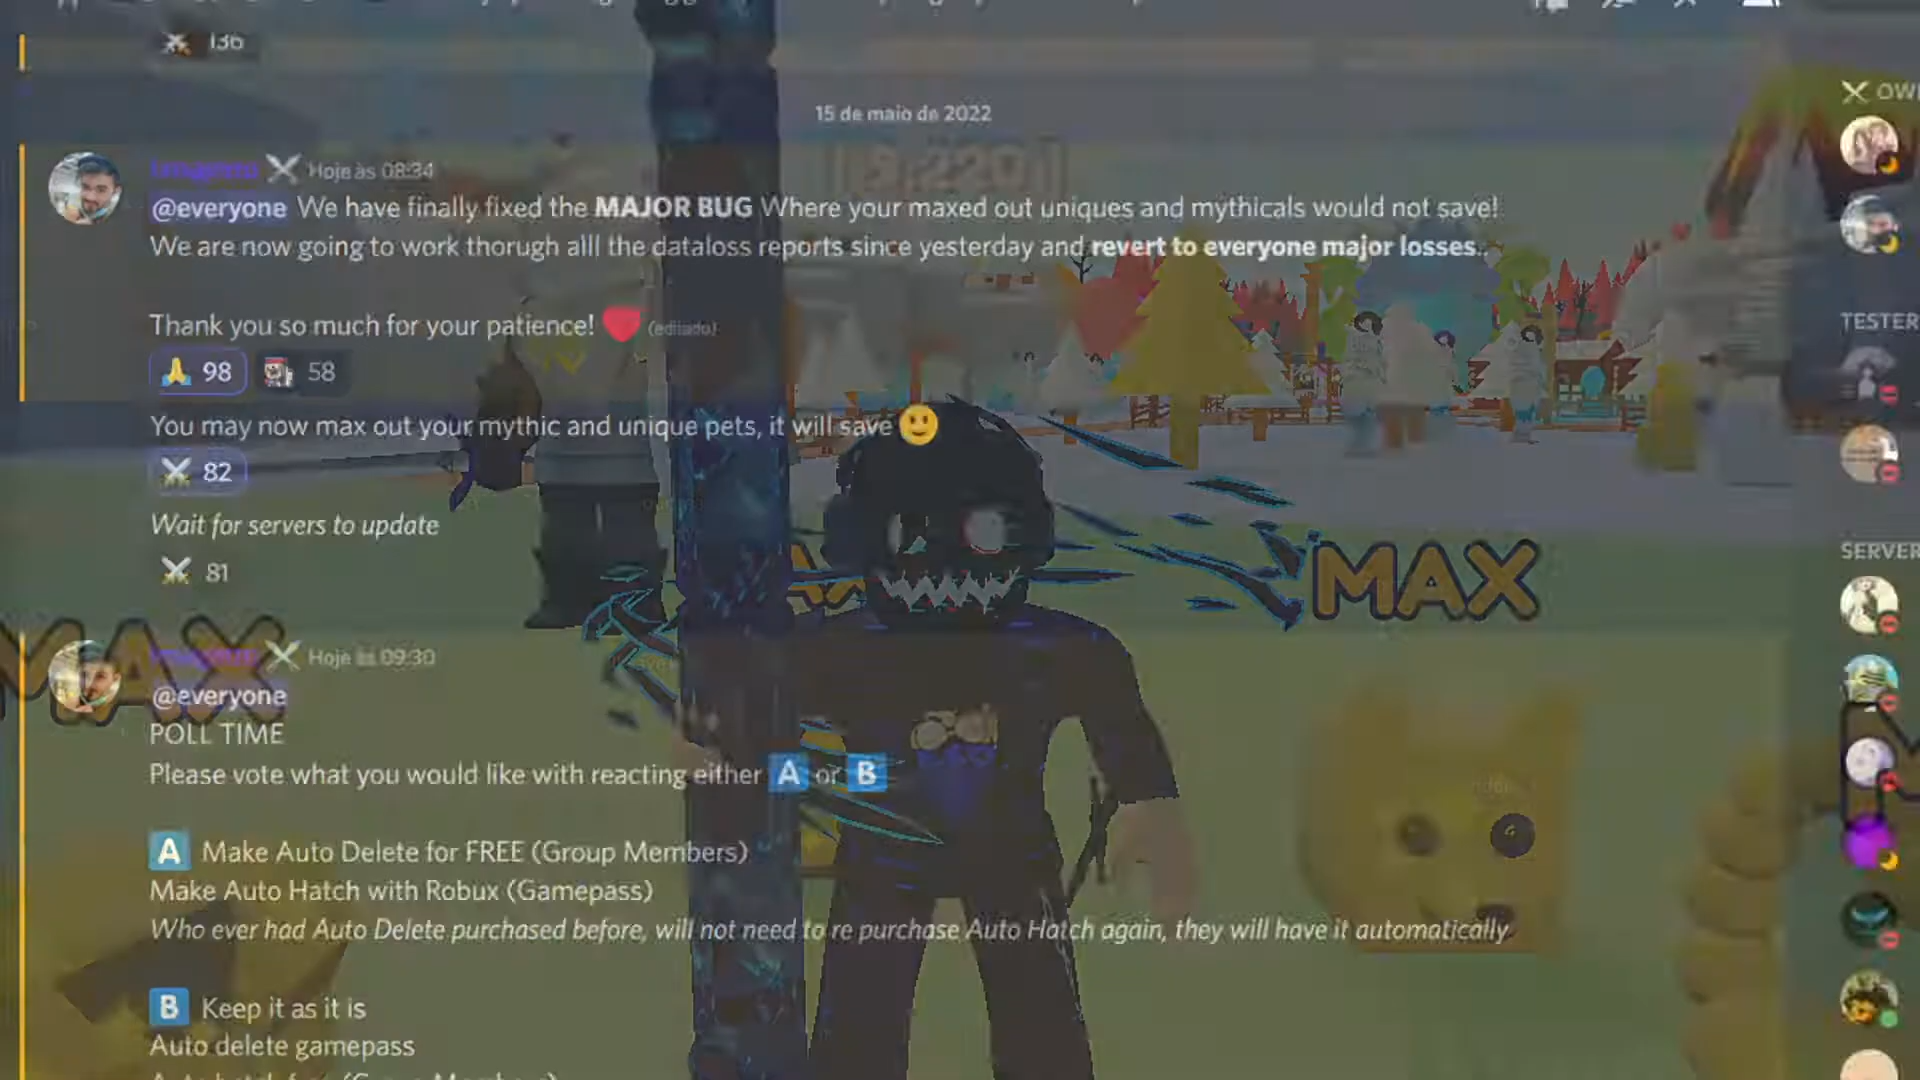 136
15 de maio de 2022
Hoje às 08:34
@everyone We have finally fixed the MAJOR BUG Where your maxed out uniques and mythicals would not save!
We are now going to work thorugh alll the dataloss reports since yesterday and revert to everyone major losses..
Thank you so much for your patience! (editado)
98 58
You may now max out your mythic and unique pets, it will save
82
Wait for servers to update
81
MAX
MAX
Hoje às 09:30
@everyone
POLL TIME
Please vote what you would like with reacting either A or B
A Make Auto Delete for FREE (Group Members)
Make Auto Hatch with Robux (Gamepass)
Who ever had Auto Delete purchased before, will not need to re purchase Auto Hatch again, they will have it automatically
B Keep it as it is
Auto delete gamepass
TESTER
SERVER